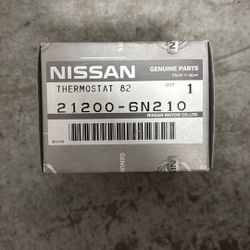 NISSAN
GENUINE PARTS
Made in Japan
THERMOSTAT 82
QTY 1
21200-6N210
NISSAN MOTOR CO.,LTD.